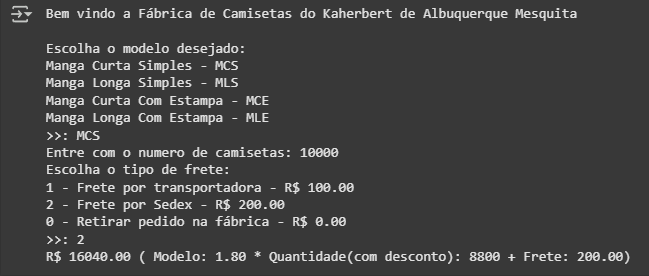 Bem vindo a Fábrica de Camisetas do Kaherbert de Albuquerque Mesquita
Escolha o modelo desejado:
Manga Curta Simples - MCS
Manga Longa Simples - MLS
Manga Curta Com Estampa - MCE
Manga Longa Com Estampa - MLE
>>: MCS
Entre com o numero de camisetas: 10000
Escolha o tipo de frete:
1 - Frete por transportadora - R$ 100.00
2 - Frete por Sedex - R$ 200.00
0 - Retirar pedido na fábrica - R$ 0.00
>>: 2
R$ 16040.00 ( Modelo: 1.80 * Quantidade(com desconto): 8800 + Frete: 200.00)